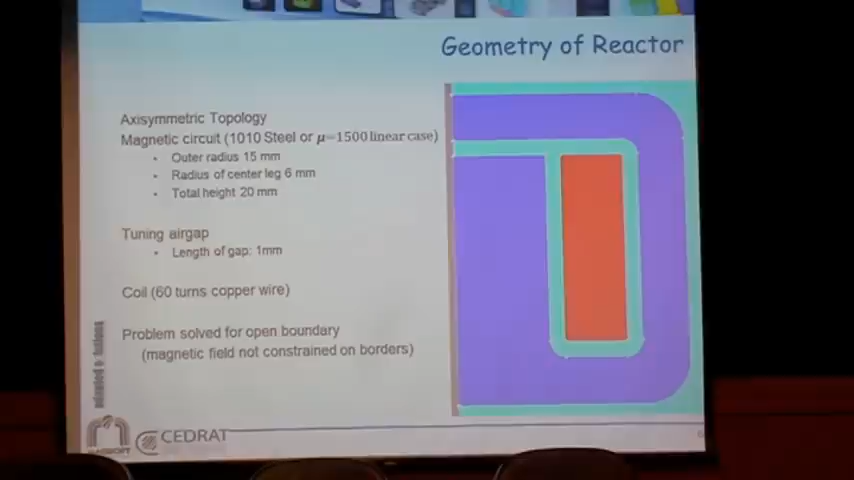 Geometry of Reactor
Axisymmetric Topology
Magnetic circuit (1010 Steel or μ=1500 linear case)
• Outer radius 15 mm
• Radius of center leg 6 mm
• Total height 20 mm
Tuning airgap
• Length of gap: 1mm
Coil (60 turns copper wire)
Problem solved for open boundary
(magnetic field not constrained on borders)
CEDRAT